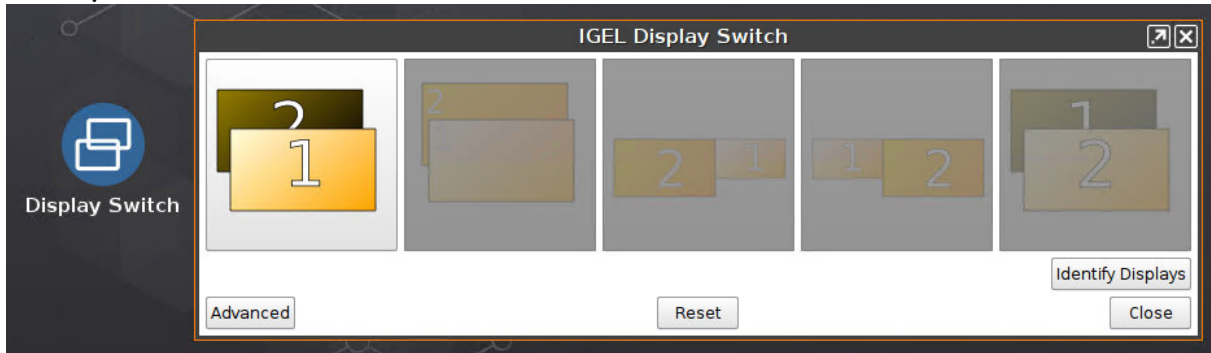 IGEL Display Switch
2
1
2
2
1
1
2
1
2
Display Switch
Identify Displays
Advanced
Reset
Close